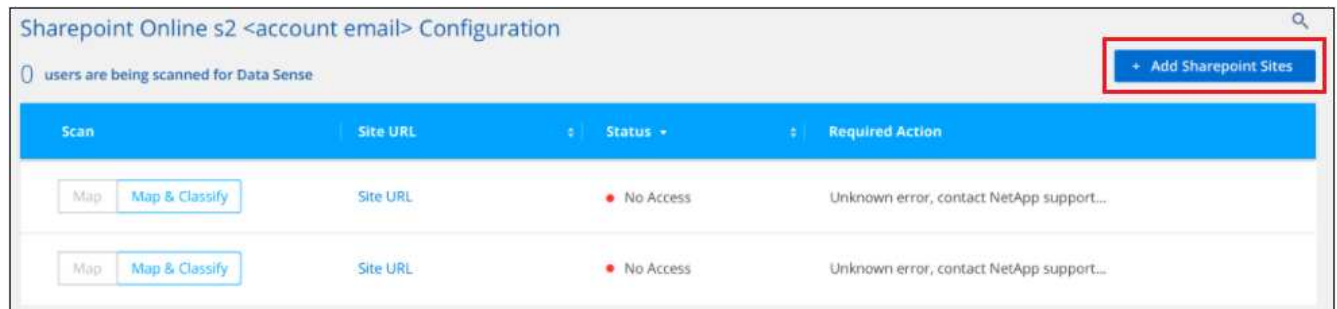 Sharepoint Online s2 <account email> Configuration
0 users are being scanned for Data Sense
+ Add Sharepoint Sites
Scan Site URL Status Required Action
Map Map & Classify Site URL No Access Unknown error, contact NetApp support...
Map Map & Classify Site URL No Access Unknown error, contact NetApp support...